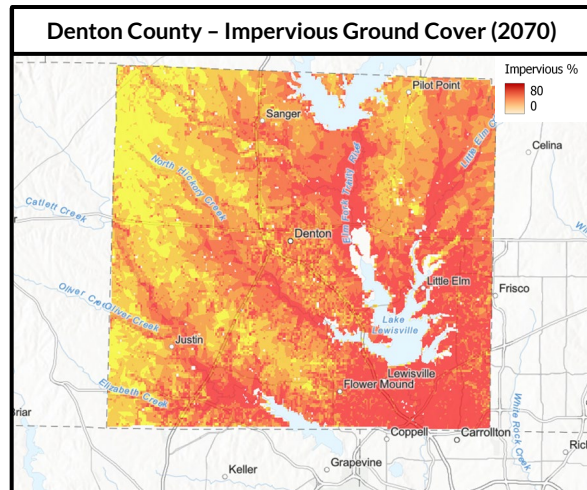 Denton County – Impervious Ground Cover (2070)
Impervious %
80
0
Pilot Point
Sanger
Celina
Little Elm C
North Hickory Creek
Elm Fork Trinity River
Catlett Creek
Denton
Little Elm
Frisco
Oliver Creek
Oliver Creek
Lake
Lewisville
Justin
Lewisville
Flower Mound
Elizabeth Creek
Briar
White Rock Creek
Coppell
Carrollton
Grapevine
Keller
Ric